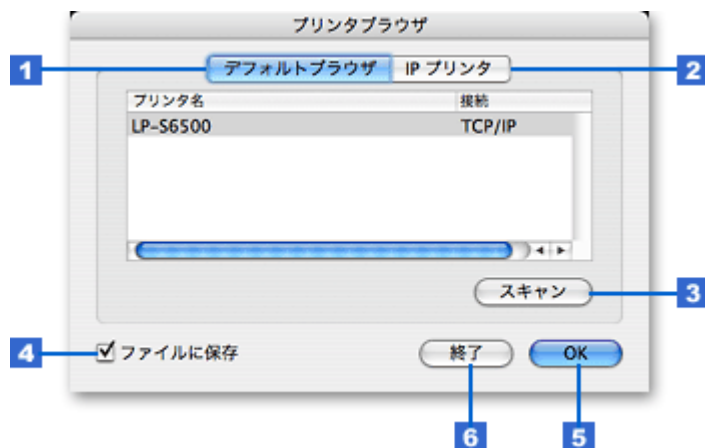 プリンタブラウザ
1 デフォルトブラウザ IP プリンタ 2
プリンタ名 接続
LP-S6500 TCP/IP
スキャン 3
4 ファイルに保存 終了 OK
6 5